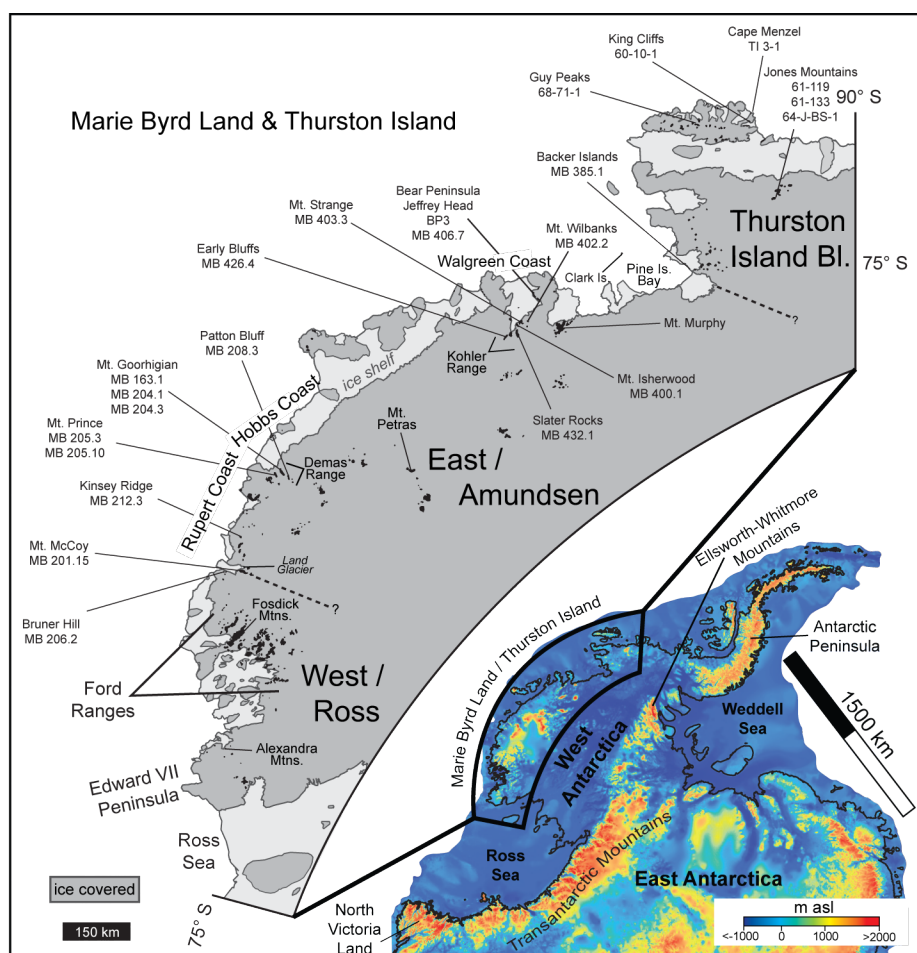 Marie Byrd Land & Thurston Island
King Cliffs
60-10-1
Cape Menzel
TI 3-1
Guy Peaks
68-71-1
Jones Mountains
61-119
61-133
64-J-BS-1
90° S
Backer Islands
MB 385.1
Mt. Strange
MB 403.3
Bear Peninsula
Jeffrey Head
BP3
MB 406.7
Mt. Wilbanks
MB 402.2
Thurston
Island Bl.
Early Bluffs
MB 426.4
Walgreen Coast
Clark Is.
Pine Is.
Bay
75° S
?
Patton Bluff
MB 208.3
Mt. Murphy
Kohler
Range
ice shelf
Mt. Goorhigian
MB 163.1
MB 204.1
MB 204.3
Mt. Isherwood
MB 400.1
Slater Rocks
MB 432.1
Hobbs Coast
Mt. Prince
MB 205.3
MB 205.10
Mt.
Petras
Demas
Range
East /
Amundsen
Rupert Coast
Kinsey Ridge
MB 212.3
Mt. McCoy
MB 201.15
Land
Glacier
?
Bruner Hill
MB 206.2
Fosdick
Mtns.
Ford
Ranges
West /
Ross
Alexandra
Mtns.
Edward VII
Peninsula
Ross
Sea
ice covered
150 km
75° S
Ellsworth-Whitmore
Mountains
Marie Byrd Land / Thurston Island
Antarctic
Peninsula
Weddell
Sea
1500 km
West
Antarctica
Ross
Sea
Transantarctic Mountains
East Antarctica
North
Victoria
Land
m asl
<-1000
0
>2000